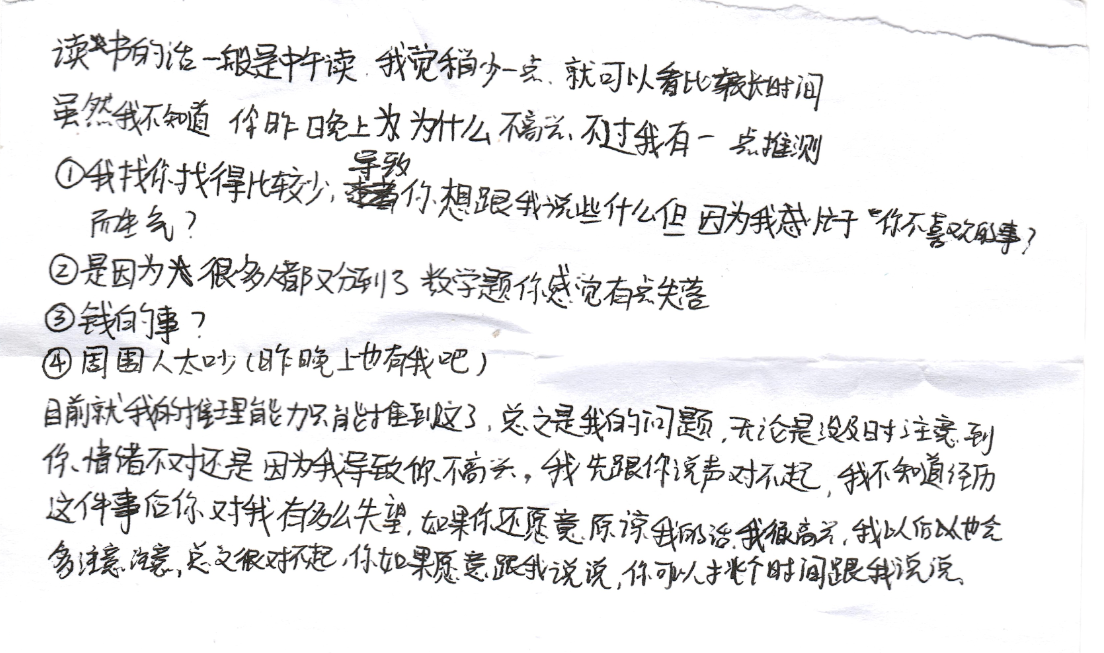 读书的话一般是中午读,我觉稍少一点,就可以看比较长时间
虽然我不知道你昨日晚上为为什么不高兴,不过我有一点推测
①我找你找得比较少,导致你想跟我说些什么但因为我惑片于“你不喜欢的事?
而生气?
②是因为很多人都又分到了数学题你感觉有点失落
③钱的事?
④周围人太吵(昨晚上也有我吧)
目前就我的推理能力只能推到这了,总之是我的问题,无论是没及时注意到
你情绪不对还是因为我导致你不高兴,我先跟你说声对不起,我不知道经历
这件事后你对我有多么失望,如果你还愿意原谅我的话,我很高兴,我以后以也会
多注意注意,总之很对不起,你如果愿意跟我说说,你可以才个时间跟我说说,